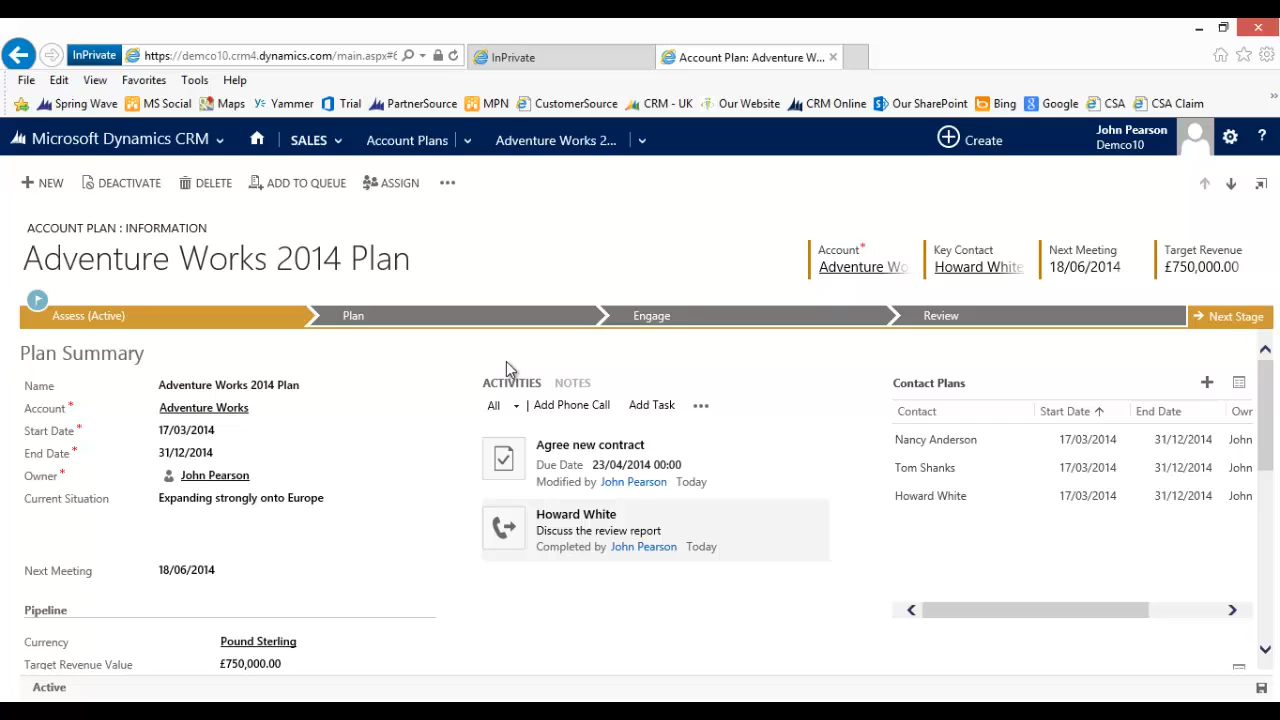 InPrivate https://demco10.crm4.dynamics.com/main.aspx#6 InPrivate Account Plan: Adventure W...
File Edit View Favorites Tools Help
Spring Wave MS Social Maps Yammer Trial PartnerSource MPN CustomerSource CRM - UK Our Website CRM Online Our SharePoint Bing Google CSA CSA Claim
Microsoft Dynamics CRM SALES Account Plans Adventure Works 2... Create John Pearson
Demco10
NEW DEACTIVATE DELETE ADD TO QUEUE ASSIGN
ACCOUNT PLAN : INFORMATION
Adventure Works 2014 Plan
Account* Key Contact Next Meeting Target Revenue
Adventure Wo Howard White 18/06/2014 £750,000.00
Assess (Active) Plan Engage Review Next Stage
Plan Summary
Name Adventure Works 2014 Plan
Account* Adventure Works
Start Date* 17/03/2014
End Date* 31/12/2014
Owner* John Pearson
Current Situation Expanding strongly onto Europe
Next Meeting 18/06/2014
Pipeline
Currency Pound Sterling
Target Revenue Value £750,000.00
ACTIVITIES NOTES
All | Add Phone Call Add Task
Agree new contract
Due Date 23/04/2014 00:00
Modified by John Pearson Today
Howard White
Discuss the review report
Completed by John Pearson Today
Contact Plans
Contact Start Date End Date Owr
Nancy Anderson 17/03/2014 31/12/2014 John
Tom Shanks 17/03/2014 31/12/2014 John
Howard White 17/03/2014 31/12/2014 John
Active